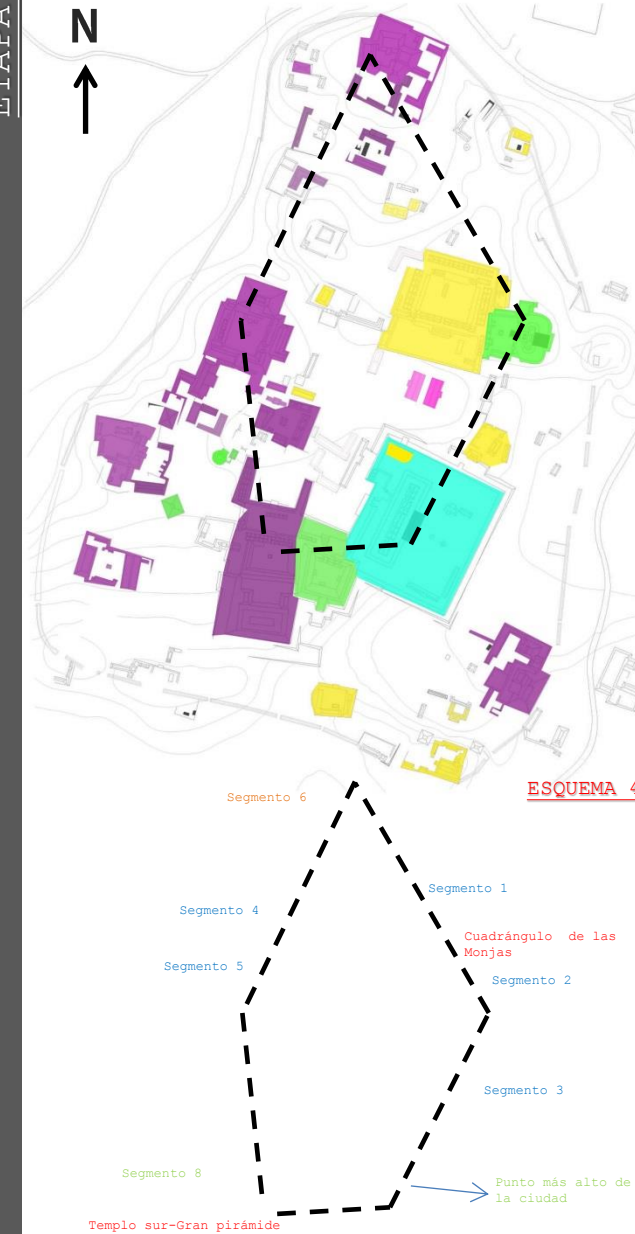 ETAPA
N
ESQUEMA 4
Segmento 6
Segmento 1
Segmento 4
Cuadrángulo de las
Monjas
Segmento 5
Segmento 2
Segmento 3
Segmento 8
Punto más alto de
la ciudad
Templo sur-Gran pirámide